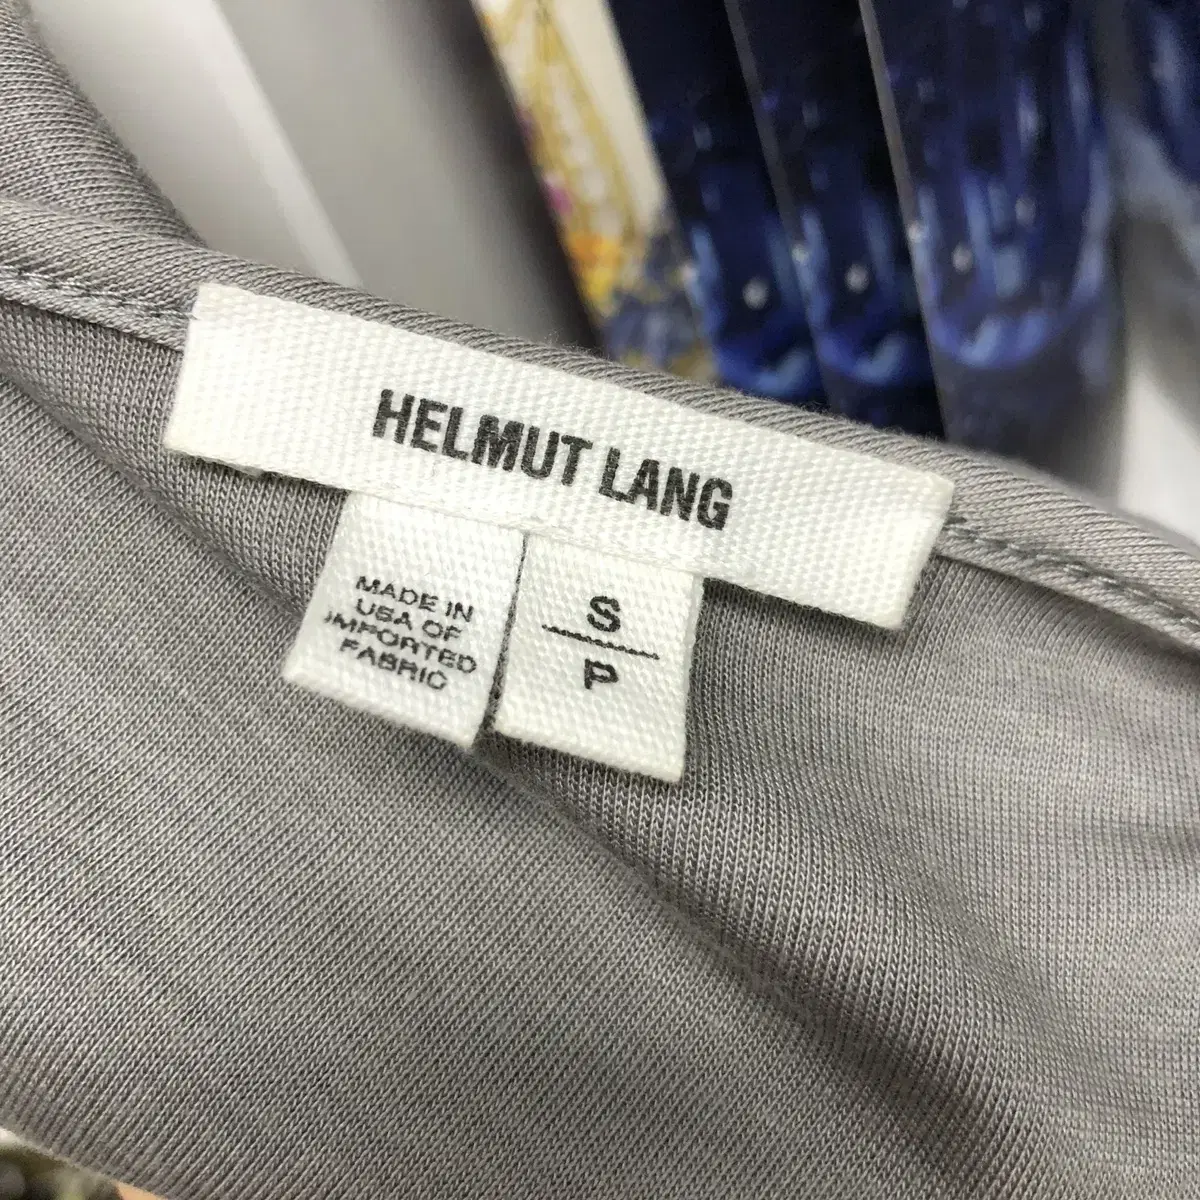 HELMUT LANG
MADE IN
USA OF
IMPORTED
FABRIC
S
P